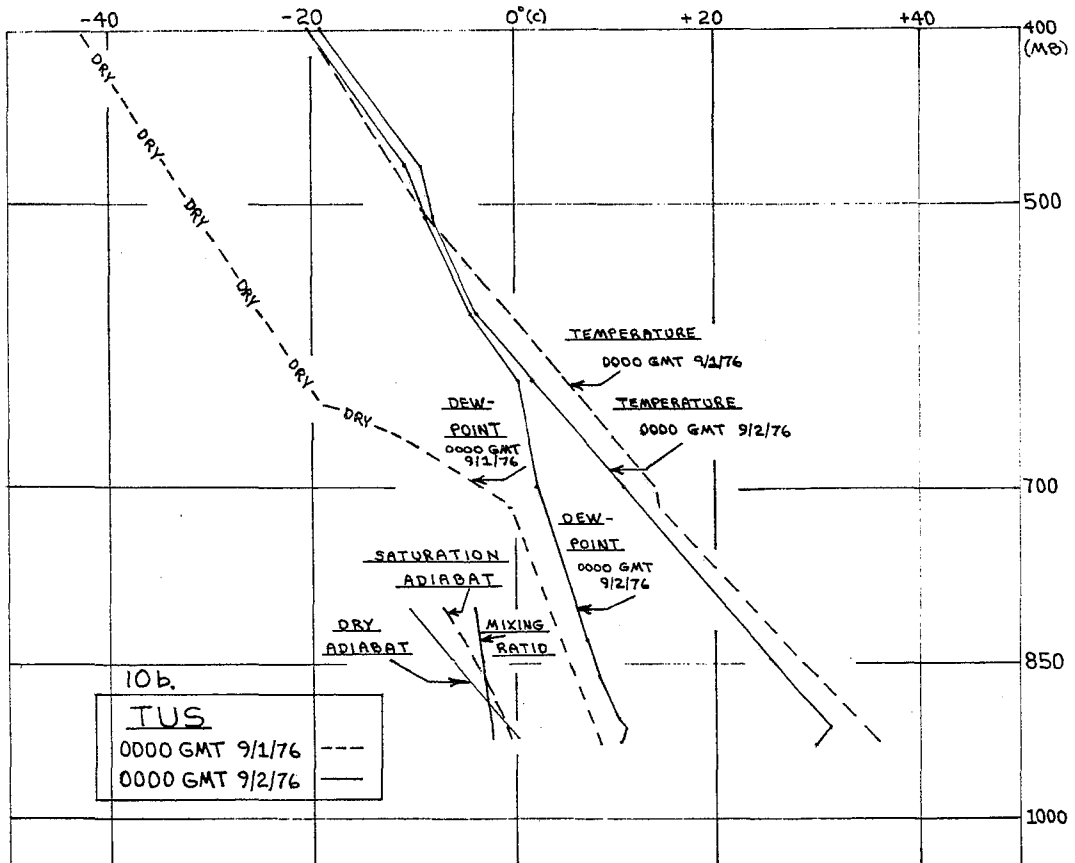 -40 -20 0°(c) +20 +40
400
(MB)
DRY
DRY
DRY
DRY
DRY
DRY
DRY
500
TEMPERATURE
0000 GMT 9/1/76
TEMPERATURE
0000 GMT 9/2/76
DEW-
POINT
0000 GMT
9/1/76
700
DEW-
POINT
0000 GMT
9/2/76
SATURATION
ADIABAT
DRY
ADIABAT
MIXING
RATIO
850
10b.
TUS
0000 GMT 9/1/76
0000 GMT 9/2/76
1000